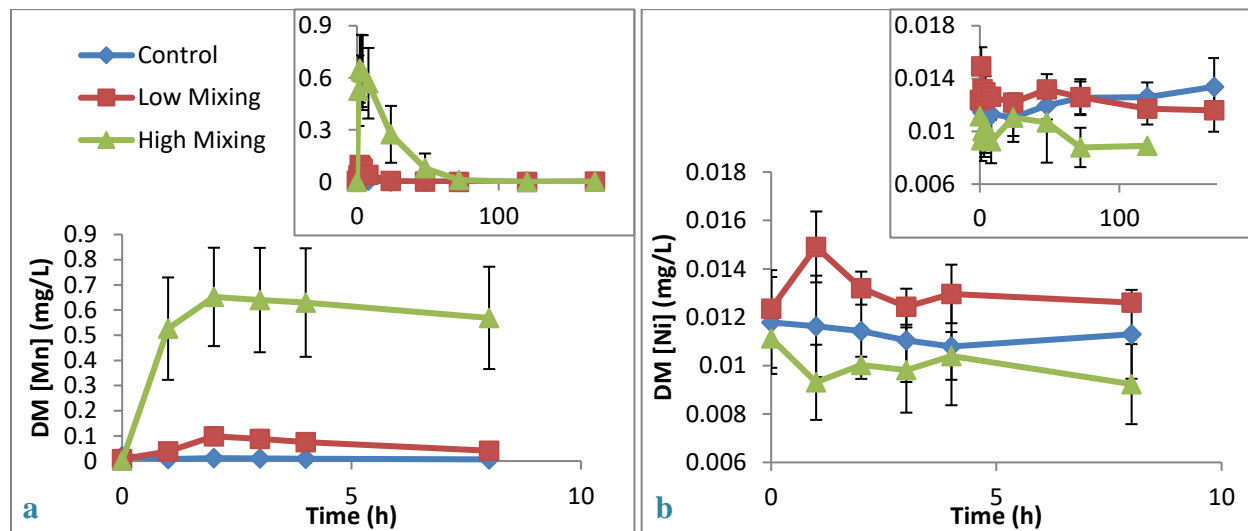 Control
Low Mixing
High Mixing
0.9
0.6
0.3
0
0 100
DM [Mn] (mg/L)
0.9
0.8
0.7
0.6
0.5
0.4
0.3
0.2
0.1
0
0 5 10
Time (h)
a
0.018
0.014
0.01
0.006
0 100
DM [Ni] (mg/L)
0.018
0.016
0.014
0.012
0.01
0.008
0.006
0 5 10
Time (h)
b